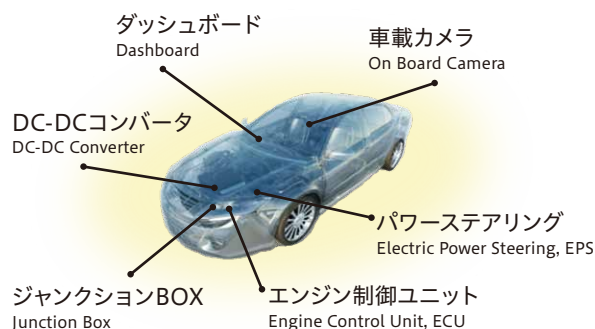 ダッシュボード
Dashboard
車載カメラ
On Board Camera
DC-DCコンバータ
DC-DC Converter
パワーステアリング
Electric Power Steering, EPS
ジャンクションBOX
Junction Box
エンジン制御ユニット
Engine Control Unit, ECU